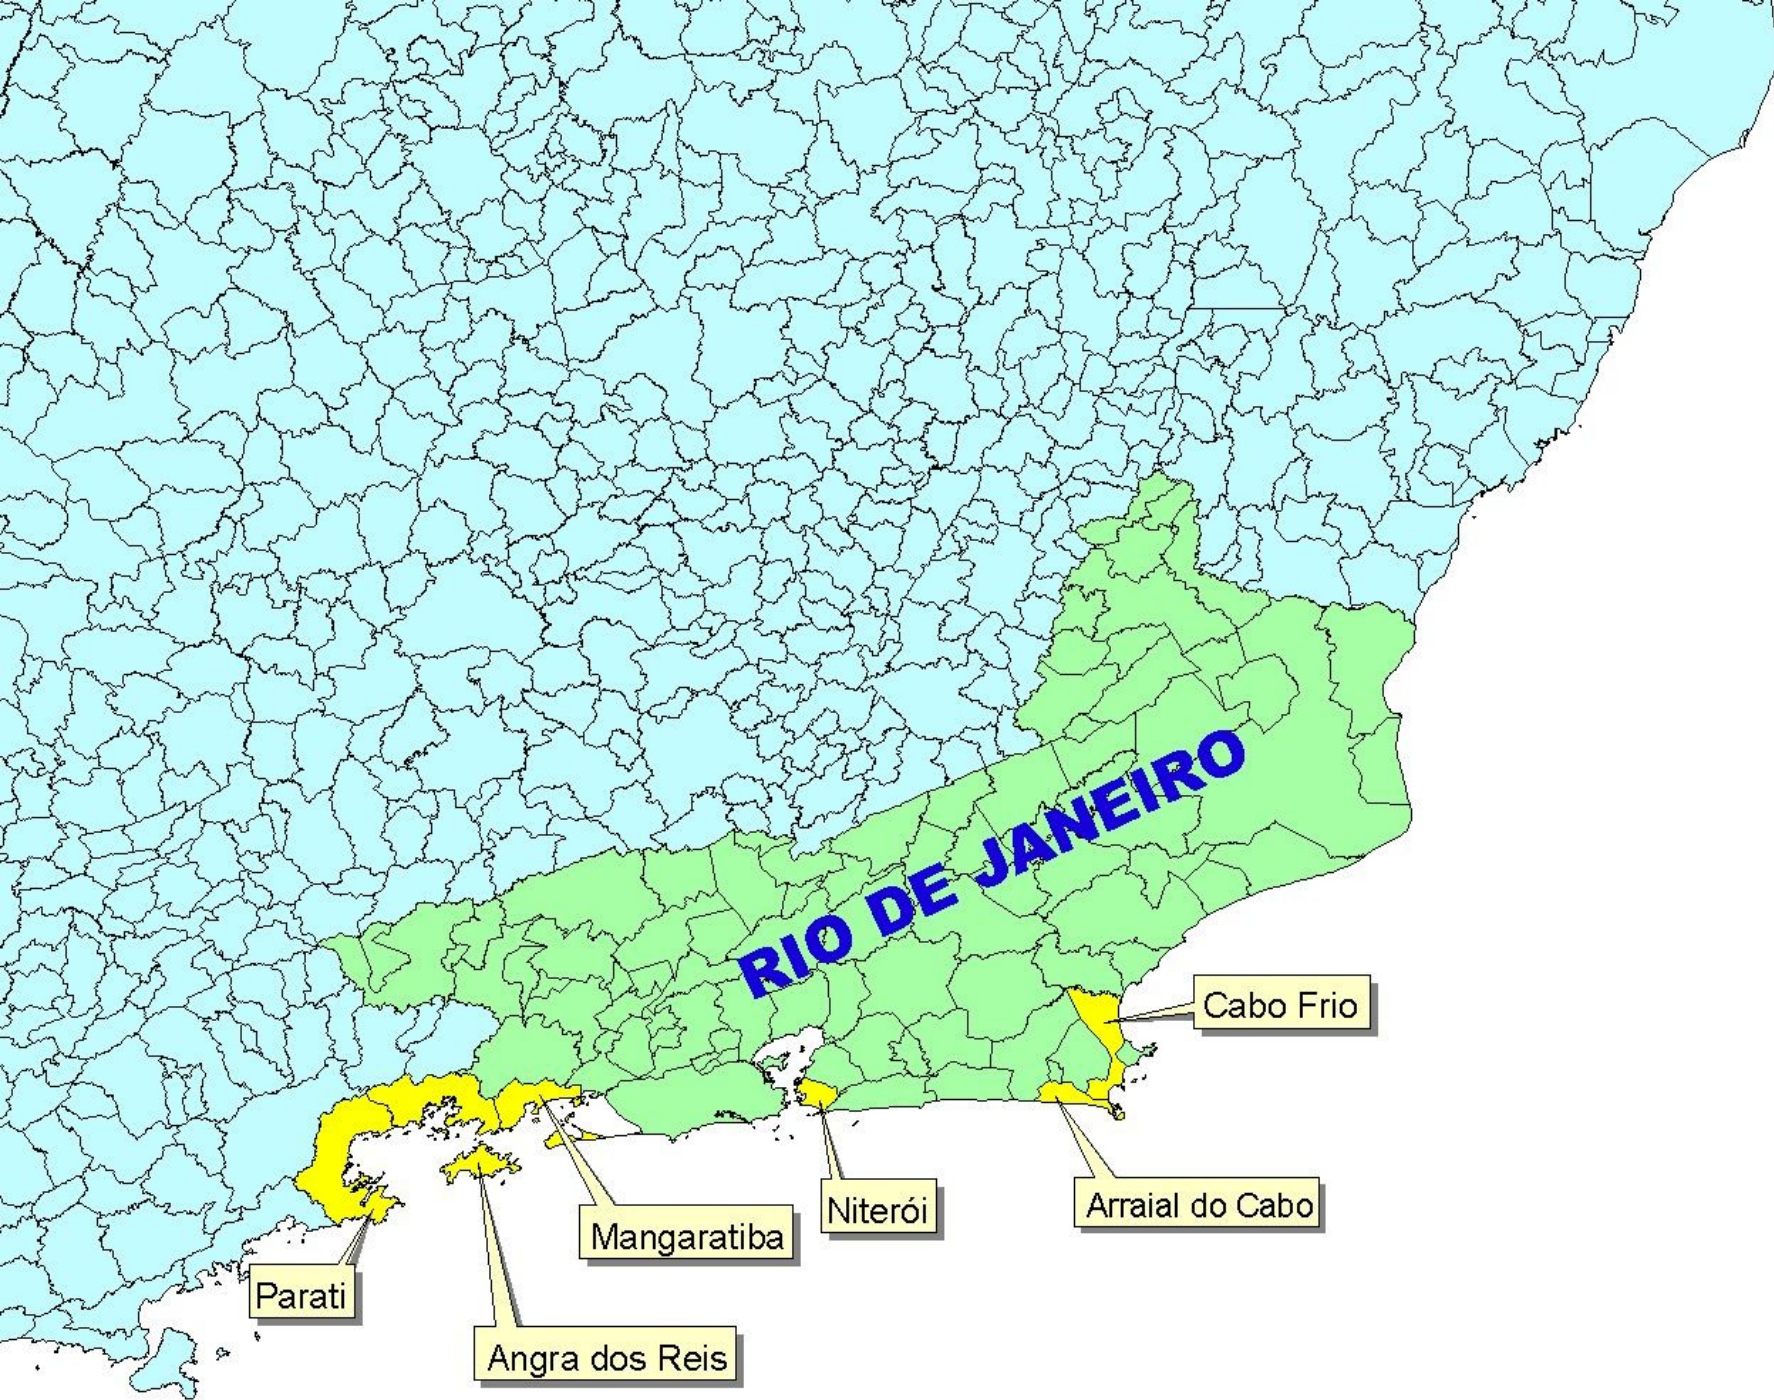 RIO DE JANEIRO
Cabo Frio
Arraial do Cabo
Niterói
Mangaratiba
Parati
Angra dos Reis